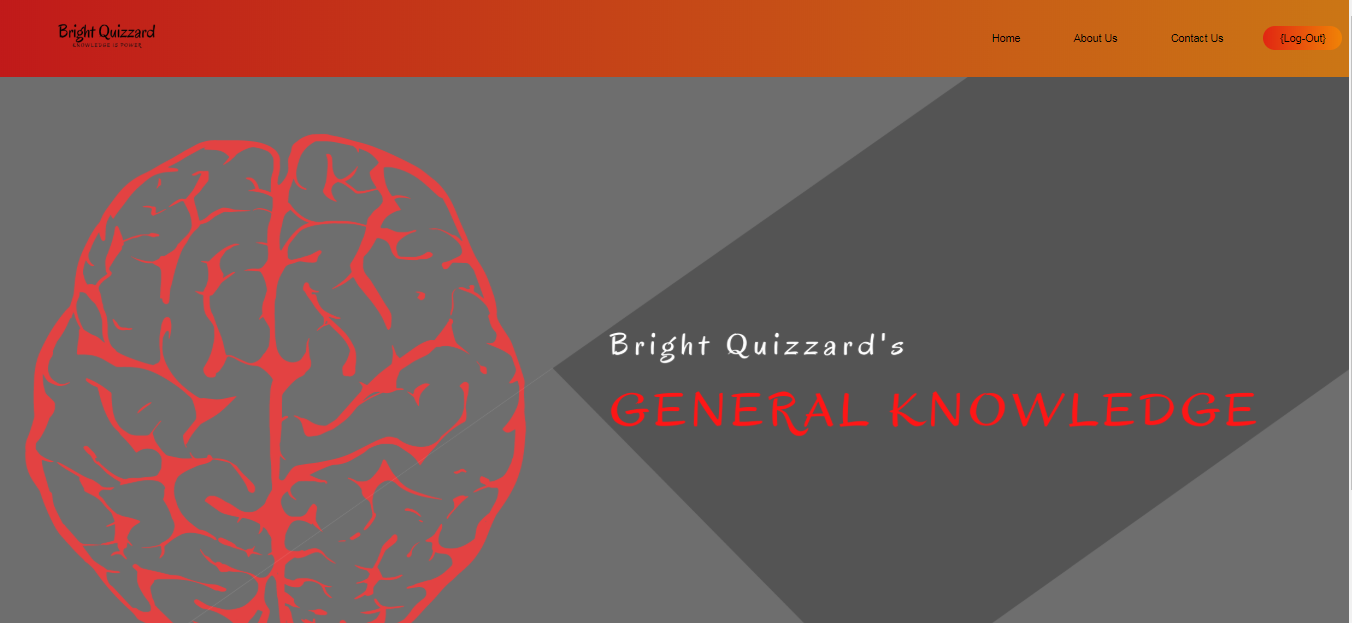 Bright Quizzard
KNOWLEDGE IS POWER
Home
About Us
Contact Us
{Log-Out}
Bright Quizzard's
GENERAL KNOWLEDGE